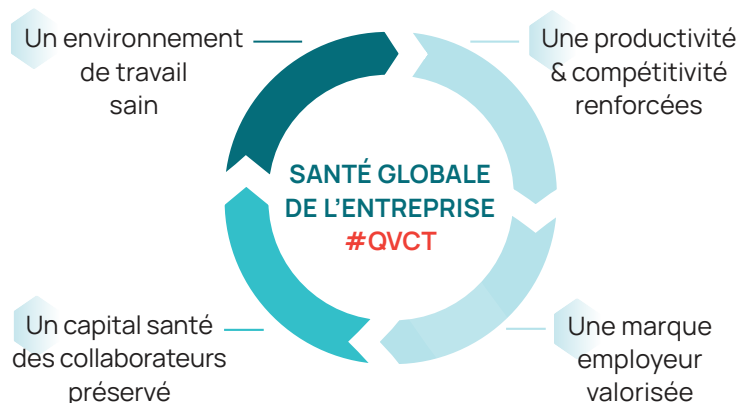 Un environnement
de travail
sain
Une productivité
& compétitivité
renforcées
SANTÉ GLOBALE
DE L'ENTREPRISE
#QVCT
Un capital santé
des collaborateurs
préservé
Une marque
employeur
valorisée